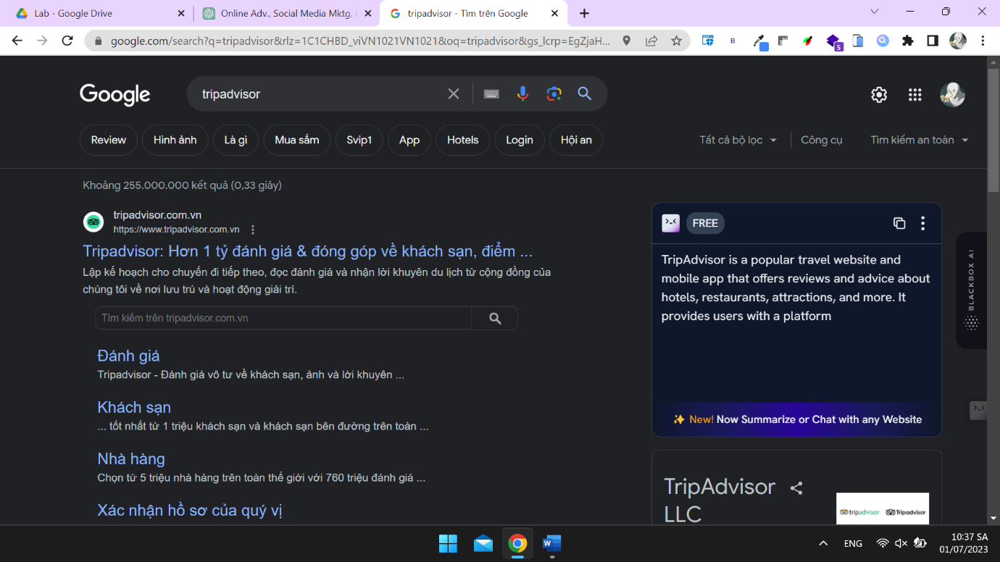 Lab - Google Drive
Online Adv., Social Media Mktg,
tripadvisor - Tìm trên Google
google.com/search?q=tripadvisor&rlz=1C1CHBD_viVN1021VN1021&oq=tripadvisor&gs_lcrp=EgZjaH...
B
5
Google
tripadvisor
Review
Hình ảnh
Là gì
Mua sắm
Svip1
App
Hotels
Login
Hội an
Tất cả bộ lọc
Công cụ
Tìm kiếm an toàn
Khoảng 255.000.000 kết quả (0,33 giây)
tripadvisor.com.vn
https://www.tripadvisor.com.vn
Tripadvisor: Hơn 1 tỷ đánh giá & đóng góp về khách sạn, điểm ...
Lập kế hoạch cho chuyến đi tiếp theo, đọc đánh giá và nhận lời khuyên du lịch từ cộng đồng của
chúng tôi về nơi lưu trú và hoạt động giải trí.
Tìm kiếm trên tripadvisor.com.vn
Đánh giá
Tripadvisor - Đánh giá vô tư về khách sạn, ảnh và lời khuyên ...
Khách sạn
... tốt nhất từ 1 triệu khách sạn và khách sạn bên đường trên toàn ...
Nhà hàng
Chọn từ 5 triệu nhà hàng trên toàn thế giới với 760 triệu đánh giá ...
Xác nhận hồ sơ của quý vị
FREE
TripAdvisor is a popular travel website and
mobile app that offers reviews and advice about
hotels, restaurants, attractions, and more. It
provides users with a platform
New! Now Summarize or Chat with any Website
BLACKBOX AI
TripAdvisor
LLC
tripadvisor
Tripadvisor
W
ENG
10:37 SA
01/07/2023